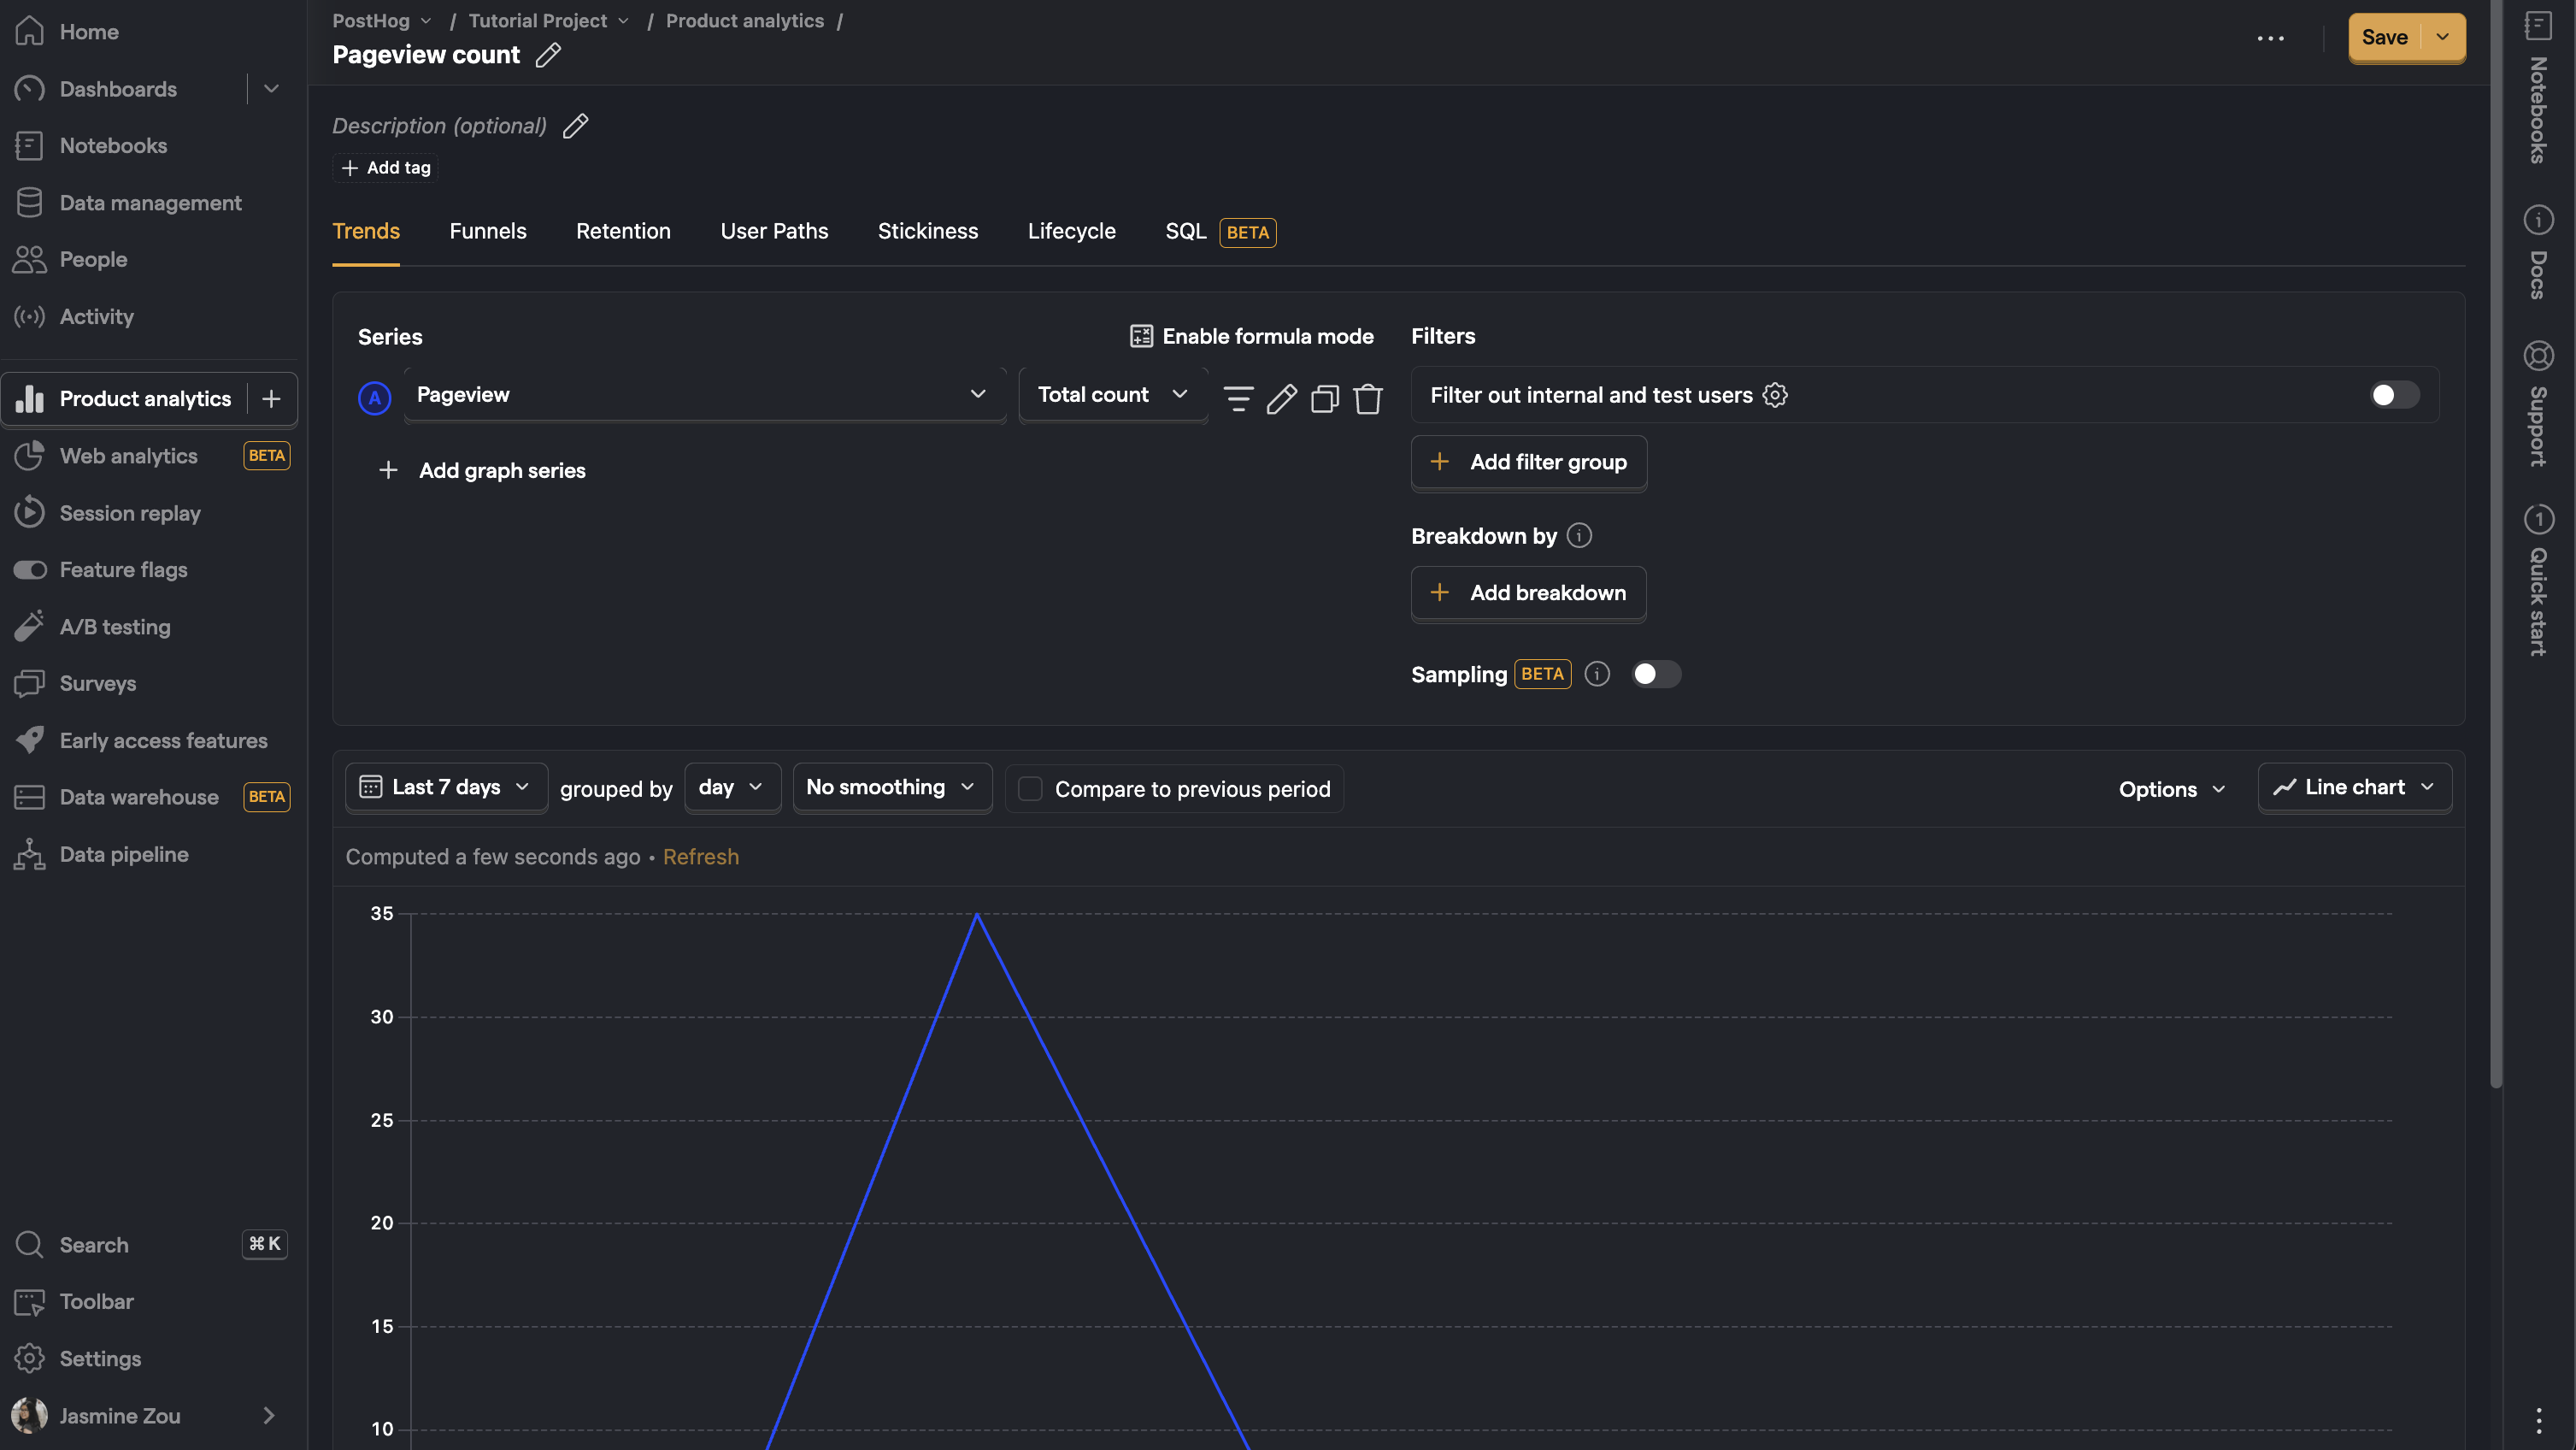 Home
Dashboards
Notebooks
Data management
People
Activity
Product analytics
Web analytics BETA
Session replay
Feature flags
A/B testing
Surveys
Early access features
Data warehouse BETA
Data pipeline
Search ⌘ K
Toolbar
Settings
Jasmine Zou
PostHog / Tutorial Project / Product analytics /
Pageview count
Save
Description (optional)
+ Add tag
Trends Funnels Retention User Paths Stickiness Lifecycle SQL BETA
Series Enable formula mode
A Pageview Total count
+ Add graph series
Filters
Filter out internal and test users
+ Add filter group
Breakdown by
+ Add breakdown
Sampling BETA
Last 7 days grouped by day No smoothing Compare to previous period Options Line chart
Computed a few seconds ago • Refresh
35
30
25
20
15
10
Notebooks
Docs
Support
1 Quick start